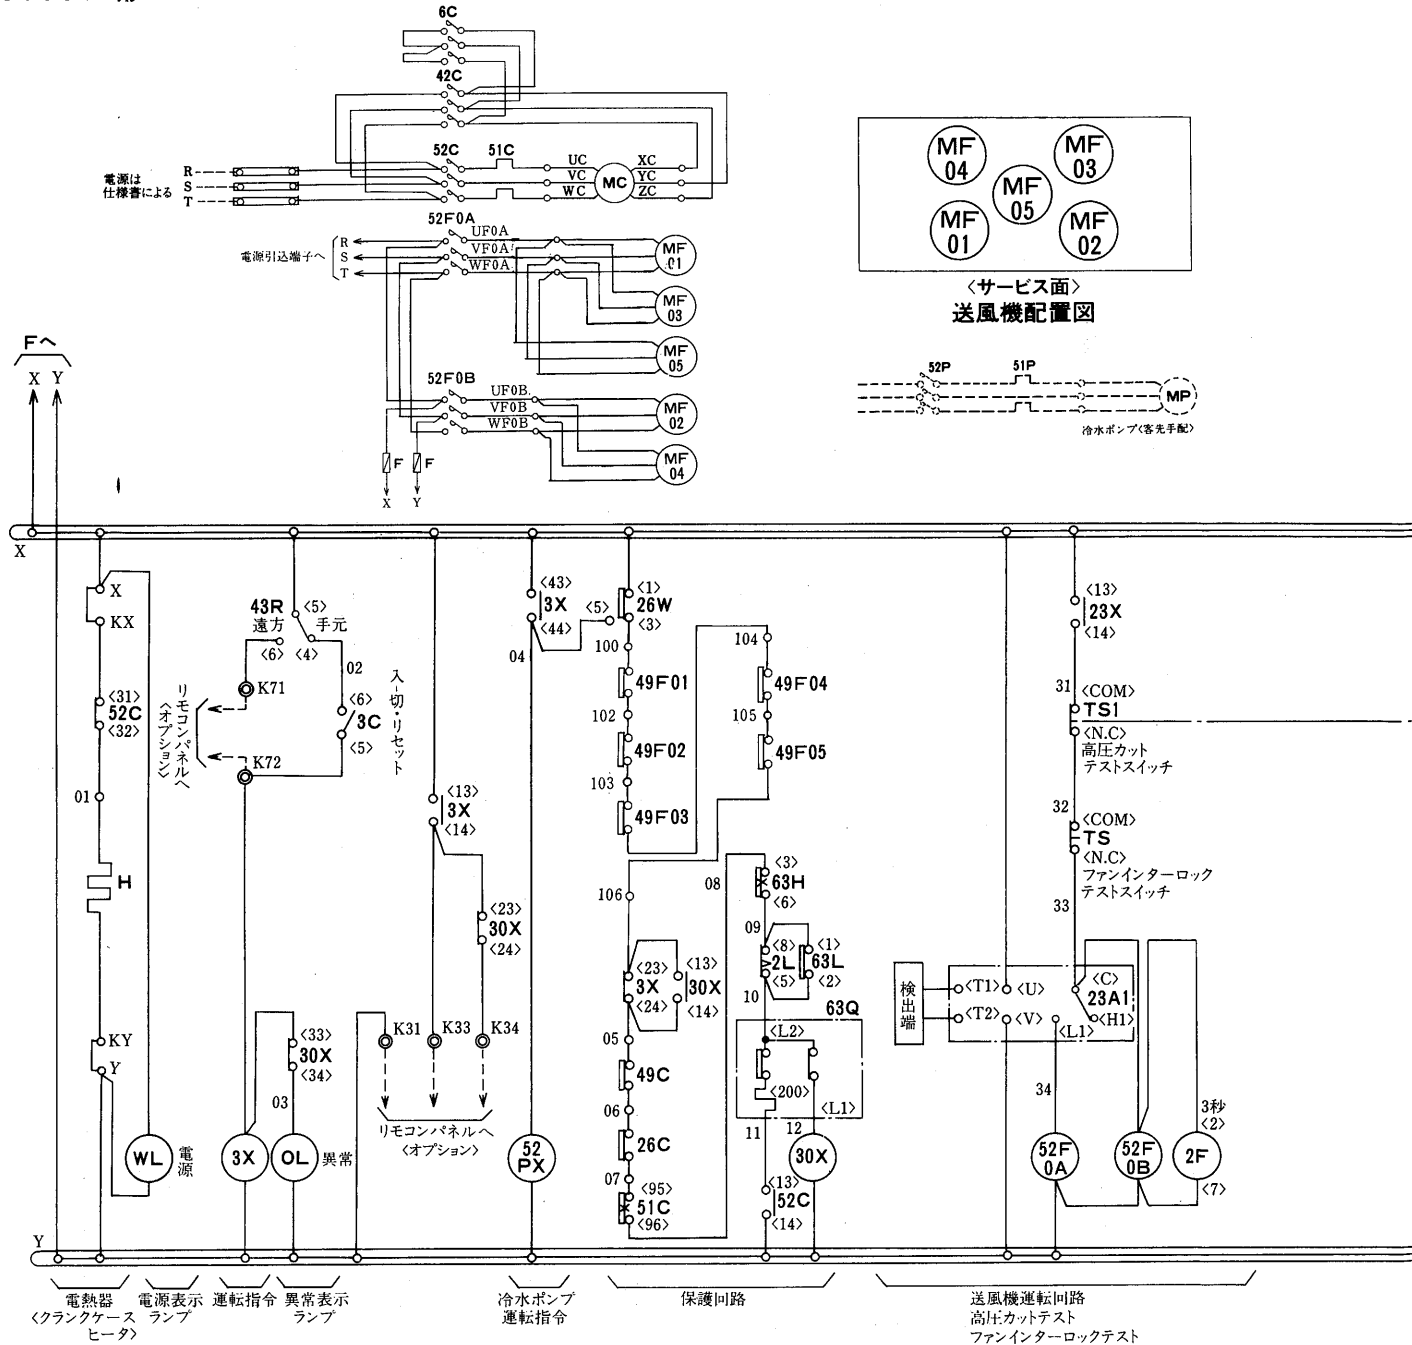 6C
42C
52C
51C
電源は
仕様書による
R
S
T
UC
VC
WC
MC
XC
YC
ZC
52F0A
UF0A
VF0A
WF0A
電源引込端子へ
R
S
T
MF
01
MF
03
MF
05
52F0B
UF0B
VF0B
WF0B
MF
02
MF
04
F
F
X
Y
MF
04
MF
03
MF
05
MF
01
MF
02
〈サービス面〉
送風機配置図
52P
51P
MP
冷水ポンプ〈客先手配〉
Fへ
X
Y
X
X
KX
〈31〉
52C
〈32〉
01
H
KY
Y
WL
電源
43R
遠方
〈5〉
手元
〈6〉
〈4〉
02
K71
リモコンパネルへ
〈オプション〉
K72
〈6〉
3C
〈5〉
入-切・リセット
〈33〉
30X
〈34〉
03
3X
OL
異常
〈13〉
3X
〈14〉
〈23〉
30X
〈24〉
K31
K33
K34
リモコンパネルへ
〈オプション〉
〈43〉
3X
〈44〉
04
52
PX
〈5〉
〈1〉
26W
〈3〉
100
49F01
102
49F02
103
49F03
104
49F04
105
49F05
106
〈23〉
3X
〈24〉
〈13〉
30X
〈14〉
05
49C
06
26C
07
〈95〉
51C
〈96〉
08
〈3〉
63H
〈6〉
09
〈8〉
2L
〈5〉
〈1〉
63L
〈2〉
10
63Q
〈L2〉
〈200〉
〈L1〉
11
12
30X
〈13〉
52C
〈14〉
〈13〉
23X
〈14〉
31
〈COM〉
TS1
〈N.C〉
高圧カット
テストスイッチ
32
〈COM〉
TS
〈N.C〉
ファンインターロック
テストスイッチ
33
検出端
〈T1〉
〈U〉
〈C〉
23A1
〈T2〉
〈V〉
〈L1〉
〈H1〉
34
52F
0A
52F
0B
3秒
〈2〉
2F
〈7〉
Y
電熱器
〈クランクケース
ヒータ〉
電源表示
ランプ
運転指令
異常表示
ランプ
冷水ポンプ
運転指令
保護回路
送風機運転回路
高圧カットテスト
ファンインターロックテスト